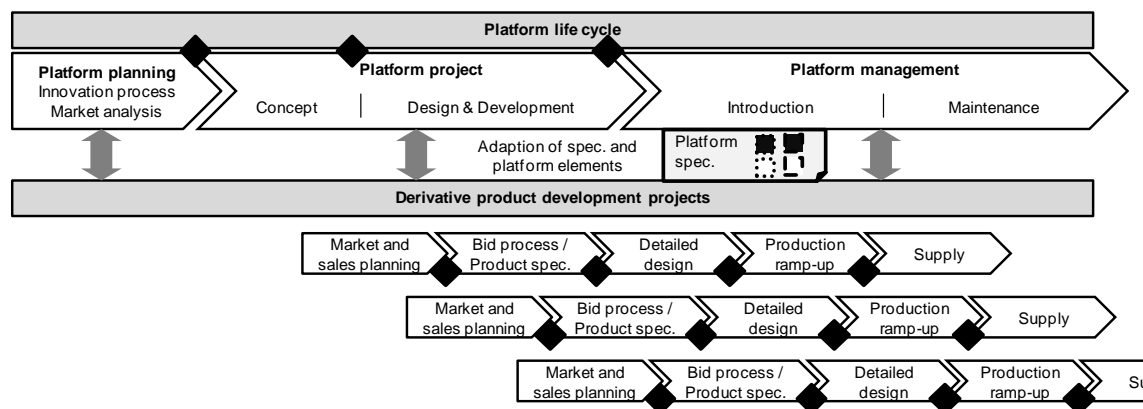 Platform life cycle
Platform planning
Innovation process
Market analysis
Platform project
Concept
Design & Development
Platform management
Introduction
Maintenance
Adaption of spec. and
platform elements
Platform
spec.
Derivative product development projects
Market and
sales planning
Bid process /
Product spec.
Detailed
design
Production
ramp-up
Supply
Market and
sales planning
Bid process /
Product spec.
Detailed
design
Production
ramp-up
Supply
Market and
sales planning
Bid process /
Product spec.
Detailed
design
Production
ramp-up
Su